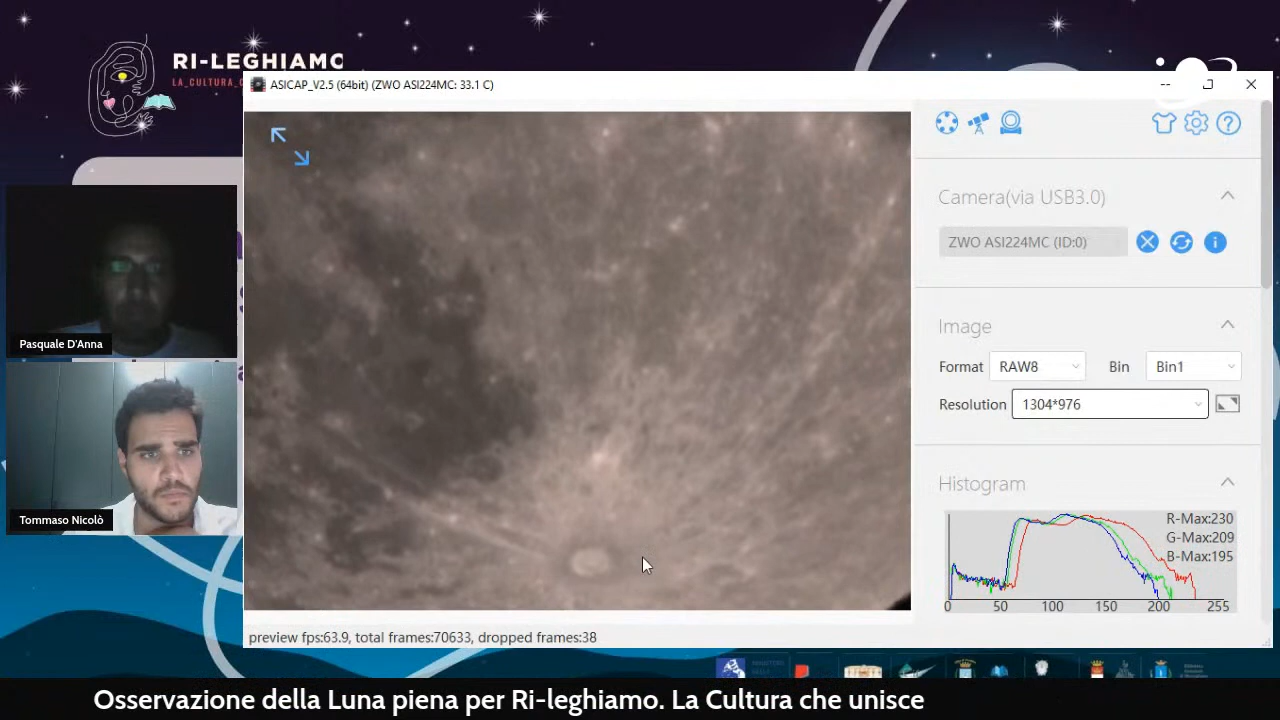 RI-LEGHIAMO
ASICAP_V2.5 (64bit) (ZWO ASI224MC: 33.1 C)
Camera(via USB3.0)
ZWO ASI224MC (ID:0)
Image
Format RAW8 Bin Bin1
Resolution 1304*976
Histogram
R-Max:230
G-Max:209
B-Max:195
0 50 100 150 200 255
Pasquale D'Anna
Tommaso Nicolò
preview fps:63.9, total frames:70633, dropped frames:38
Osservazione della Luna piena per Ri-leghiamo. La Cultura che unisce